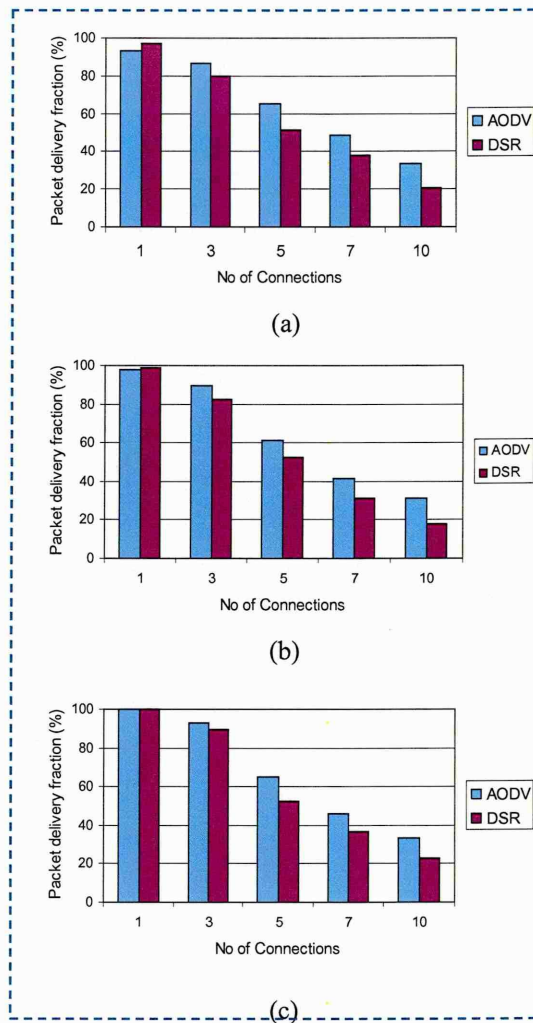 Packet delivery fraction (%)
100
80
60
40
20
0
1 3 5 7 10
No of Connections
AODV
DSR
(a)
Packet delivery fraction (%)
100
80
60
40
20
0
1 3 5 7 10
No of Connections
AODV
DSR
(b)
Packet delivery fraction (%)
100
80
60
40
20
0
1 3 5 7 10
No of Connections
AODV
DSR
(c)